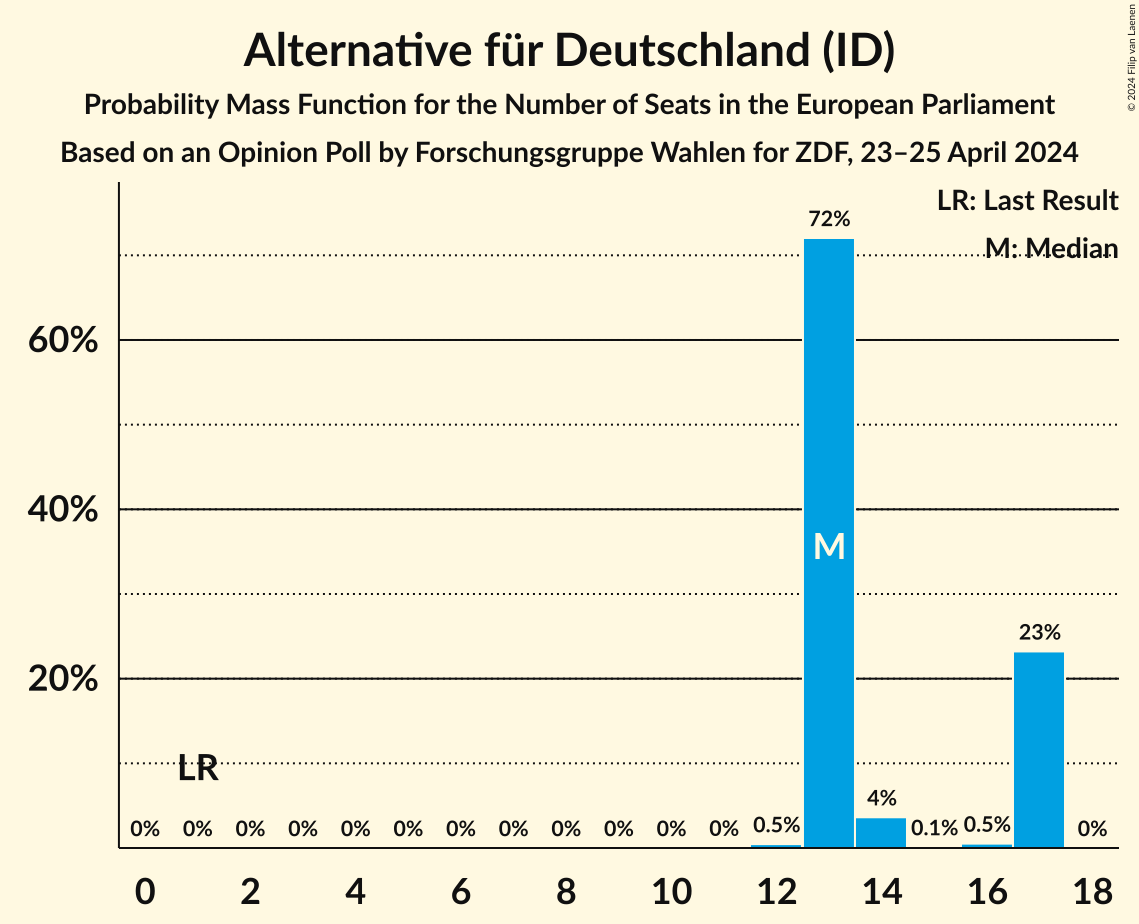 Alternative für Deutschland (ID)
Probability Mass Function for the Number of Seats in the European Parliament
Based on an Opinion Poll by Forschungsgruppe Wahlen for ZDF, 23–25 April 2024
© 2024 Filip van Laenen
LR: Last Result
M: Median
72%
60%
40%
M
23%
20%
LR
4%
0% 0% 0% 0% 0% 0% 0% 0% 0% 0% 0% 0% 0.5% 0.1% 0.5% 0%
0 2 4 6 8 10 12 14 16 18